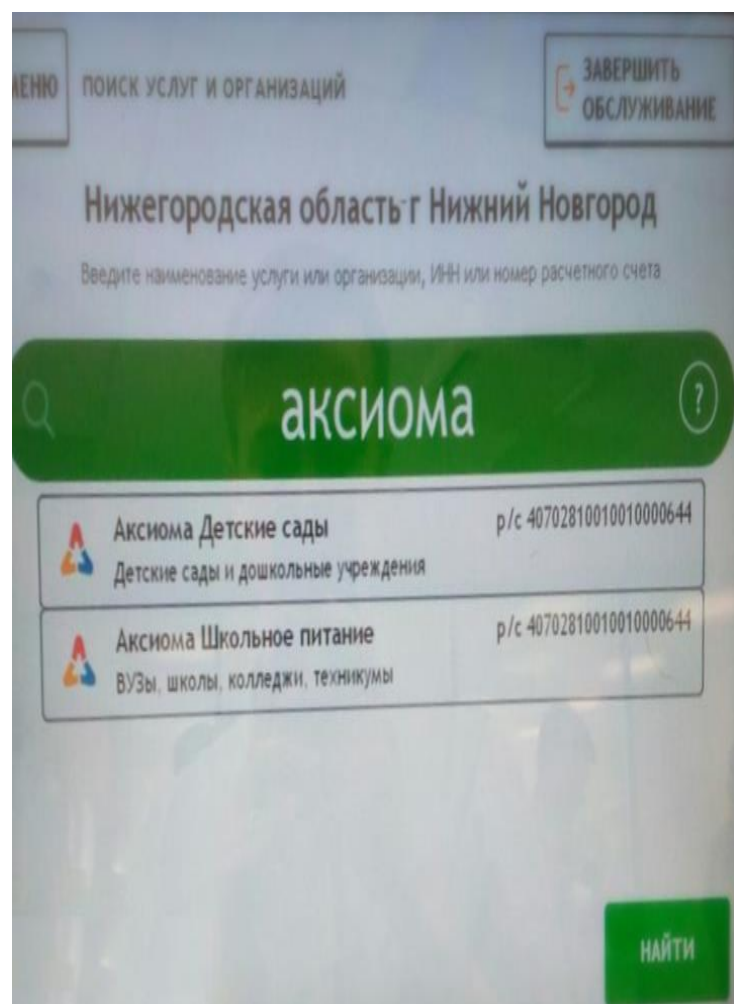 МЕНЮ
ПОИСК УСЛУГ И ОРГАНИЗАЦИЙ
ЗАВЕРШИТЬ
ОБСЛУЖИВАНИЕ
Нижегородская область г Нижний Новгород
Введите наименование услуги или организации, ИНН или номер расчетного счета
аксиома
?
Аксиома Детские сады
р/с 40702810010010000644
Детские сады и дошкольные учреждения
Аксиома Школьное питание
р/с 40702810010010000644
ВУЗы, школы, колледжи, техникумы
НАЙТИ